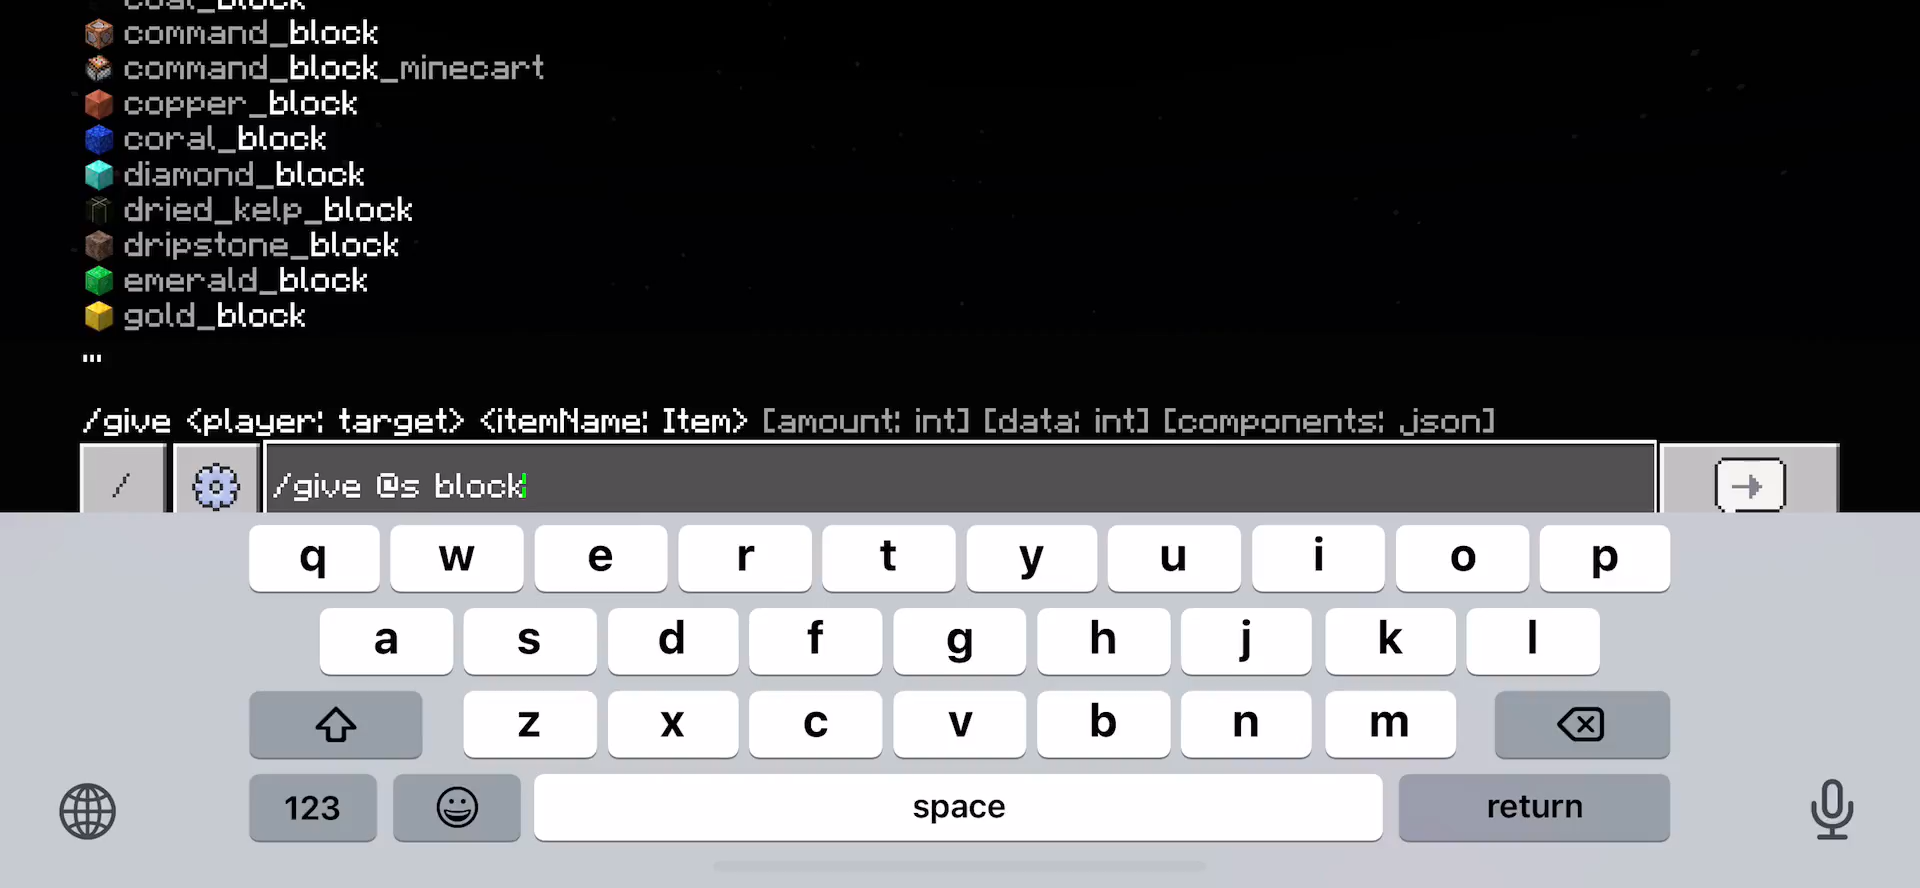 coal_block
command_block
command_block_minecart
copper_block
coral_block
diamond_block
dried_kelp_block
dripstone_block
emerald_block
gold_block
...
/give <player: target> <itemName: Item> [amount: int] [data: int] [components: json]
/
/give @s block
q w e r t y u i o p
a s d f g h j k l
z x c v b n m
123 space return